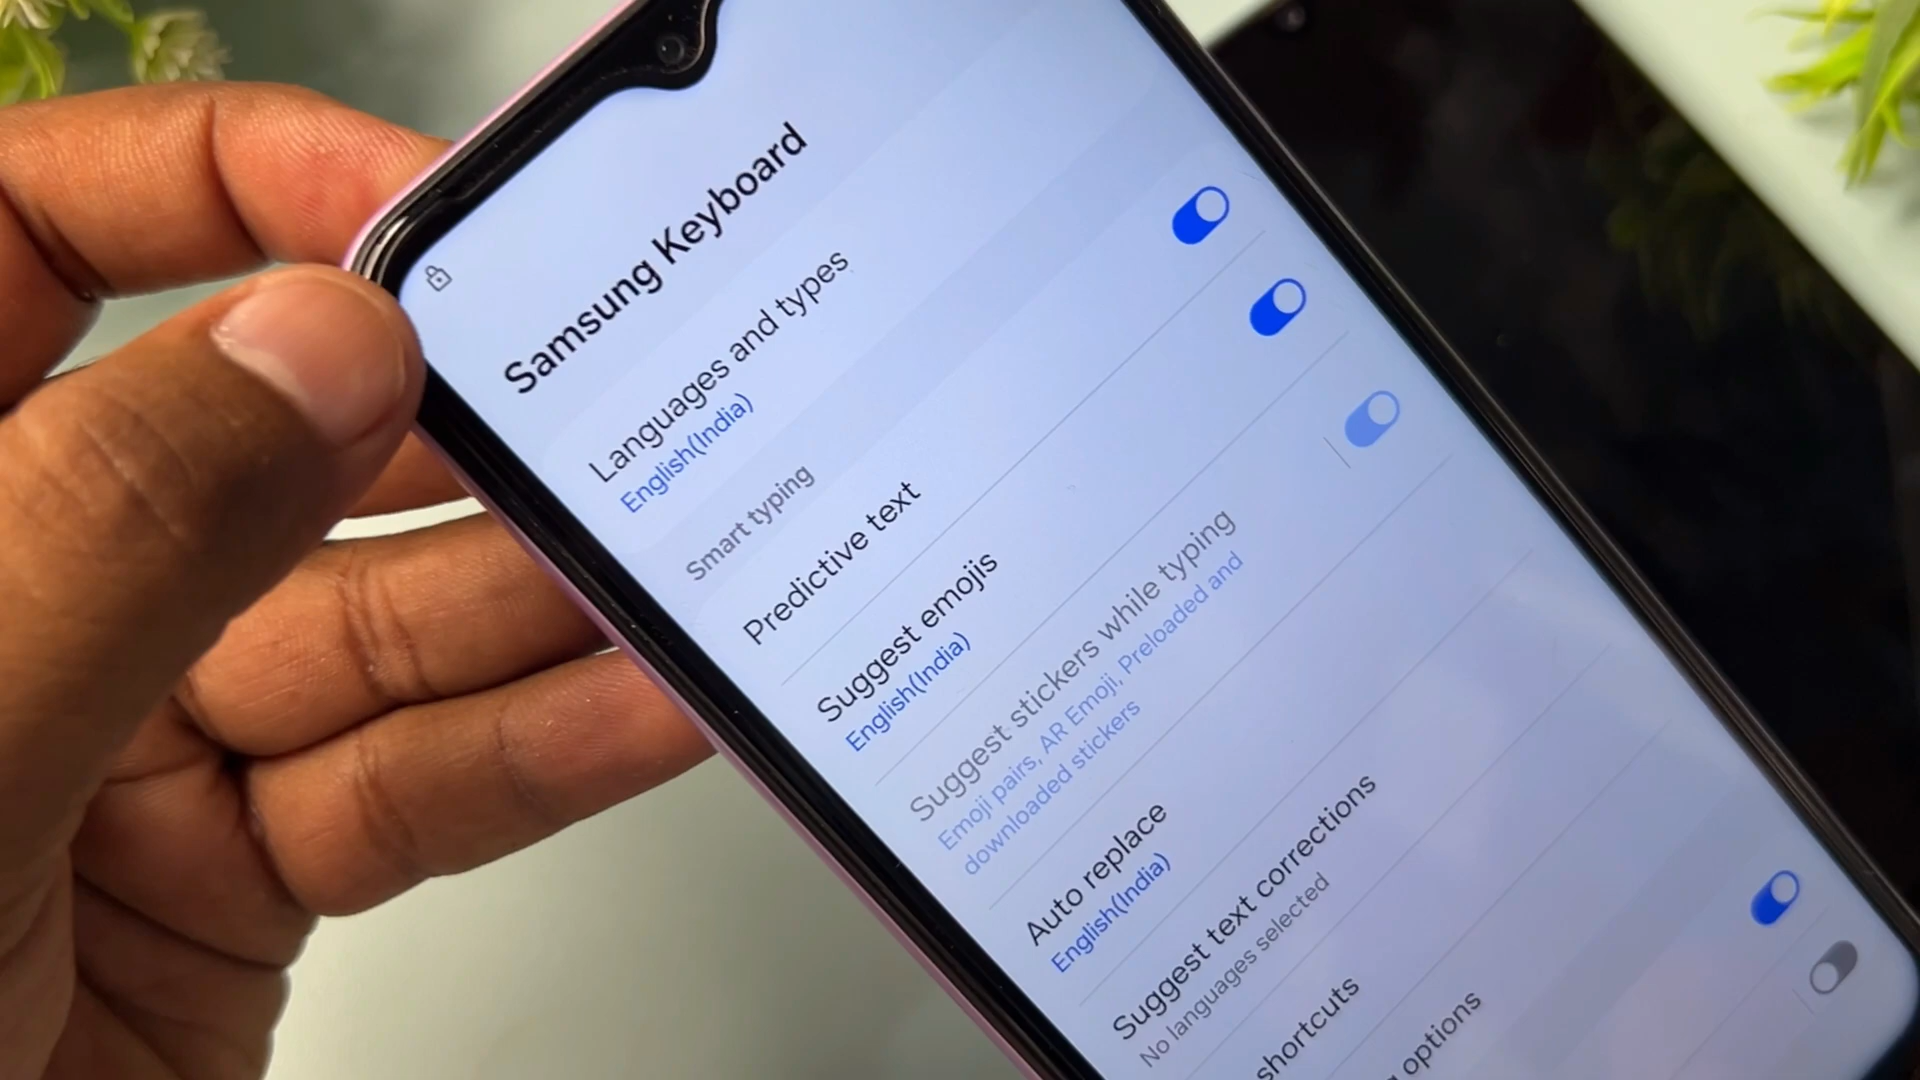 Samsung Keyboard
Languages and types
English(India)
Smart typing
Predictive text
Suggest emojis
English(India)
Suggest stickers while typing
Emoji pairs, AR Emoji, Preloaded and
downloaded stickers
Auto replace
English(India)
Suggest text corrections
No languages selected
shortcuts
options